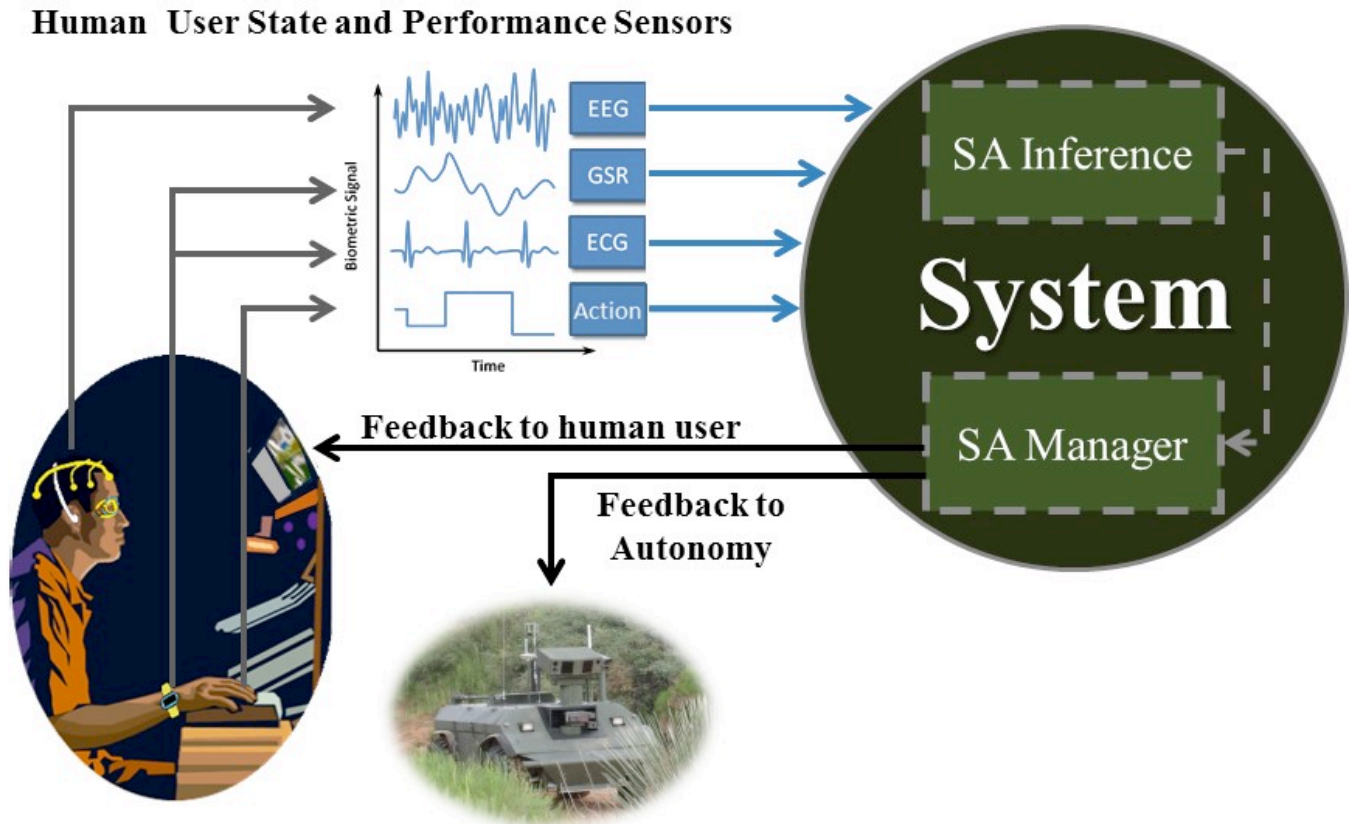 Human User State and Performance Sensors
EEG
GSR
ECG
Action
Biometric Signal
Time
SA Inference
System
SA Manager
Feedback to human user
Feedback to
Autonomy